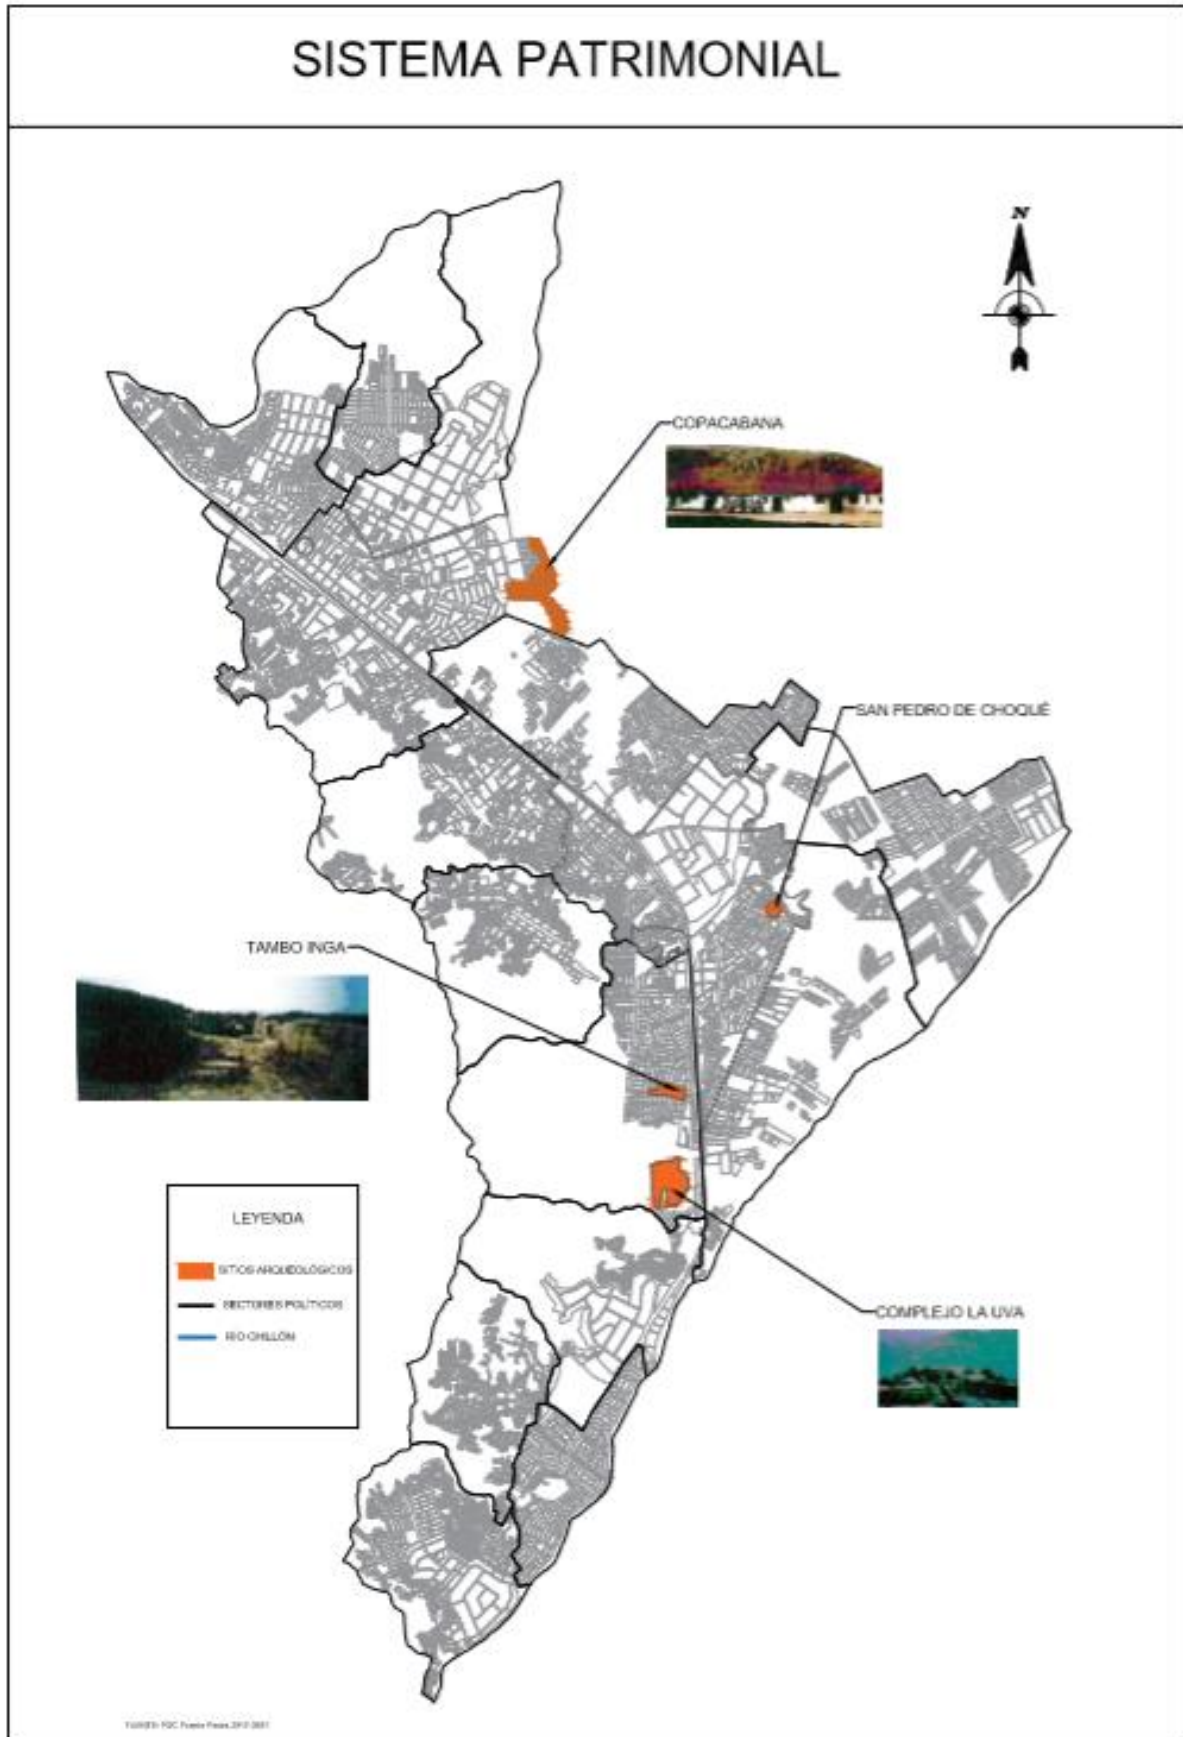 SISTEMA PATRIMONIAL
N
COPACABANA
SAN PEDRO DE CHOQUÉ
TAMBO INGA
LEYENDA
SITIOS ARQUEOLÓGICOS
SECTORES POLÍTICOS
RIO CHILLÓN
COMPLEJO LA UVA